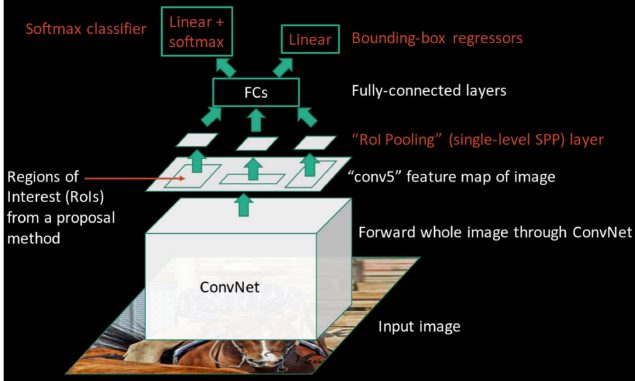 Softmax classifier
Linear +
softmax
Linear
Bounding-box regressors
FCs
Fully-connected layers
"RoI Pooling" (single-level SPP) layer
Regions of
Interest (RoIs)
from a proposal
method
"conv5" feature map of image
Forward whole image through ConvNet
ConvNet
Input image